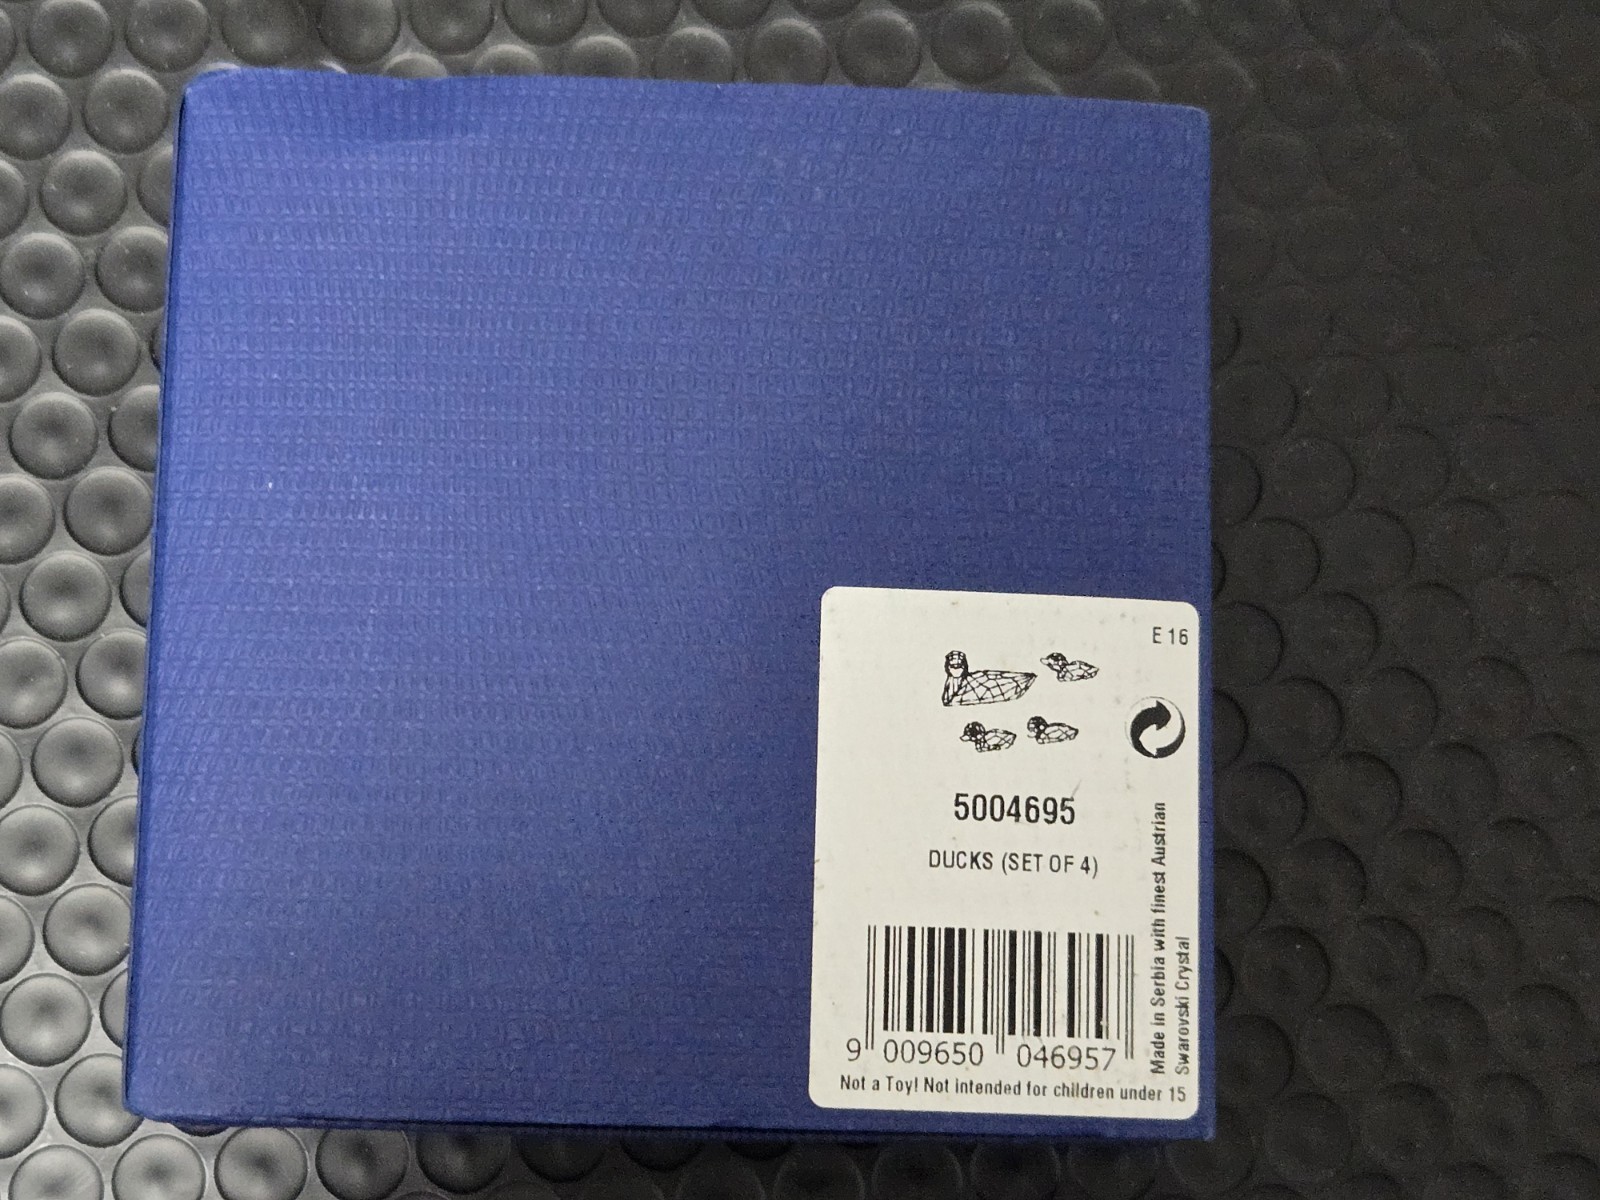 E 16
5004695
DUCKS (SET OF 4)
Made in Serbia with finest Austrian
Swarovski Crystal
9 009650 046957
Not a Toy! Not intended for children under 15